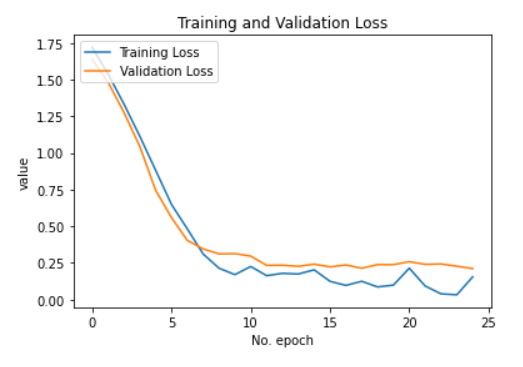 Training and Validation Loss
Training Loss
Validation Loss
value
1.75
1.50
1.25
1.00
0.75
0.50
0.25
0.00
0
5
10
15
20
25
No. epoch